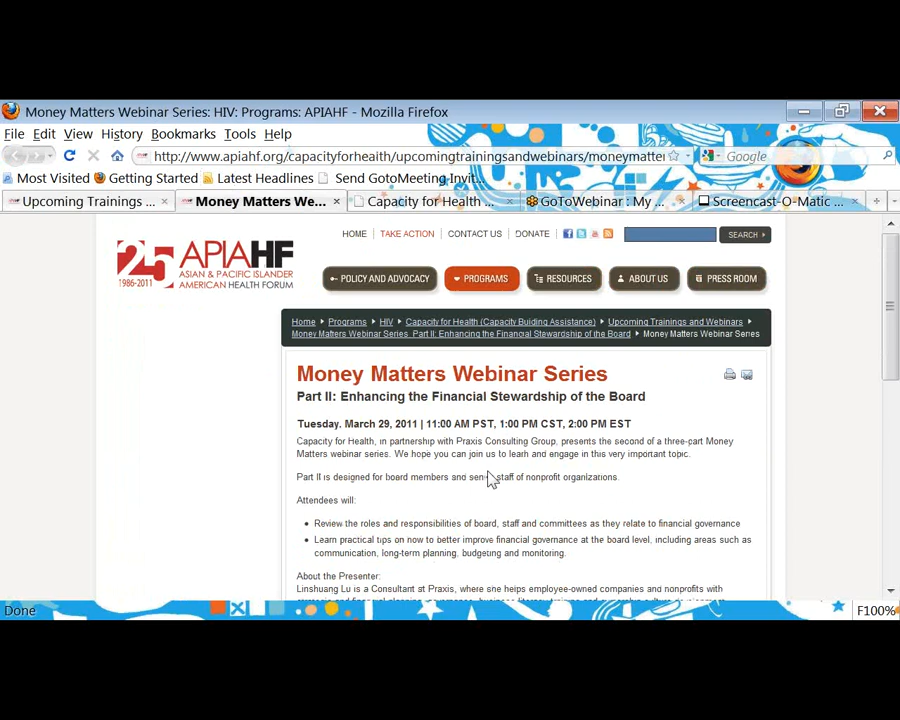 Money Matters Webinar Series: HIV: Programs: APIAHF - Mozilla Firefox
File Edit View History Bookmarks Tools Help
http://www.apiahf.org/capacityforhealth/upcomingtrainingsandwebinars/moneymatter Google
Most Visited Getting Started Latest Headlines Send GotoMeeting Invit...
Upcoming Trainings ... Money Matters We... Capacity for Health ... GoToWebinar : My ... Screencast-O-Matic ...
HOME TAKE ACTION CONTACT US DONATE SEARCH
25 APIAHF
ASIAN & PACIFIC ISLANDER
1986-2011 AMERICAN HEALTH FORUM
POLICY AND ADVOCACY PROGRAMS RESOURCES ABOUT US PRESS ROOM
Home Programs HIV Capacity for Health (Capacity Building Assistance) Upcoming Trainings and Webinars
Money Matters Webinar Series Part II: Enhancing the Financial Stewardship of the Board Money Matters Webinar Series
Money Matters Webinar Series
Part II: Enhancing the Financial Stewardship of the Board
Tuesday. March 29, 2011 | 11:00 AM PST, 1:00 PM CST, 2:00 PM EST
Capacity for Health, in partnership with Praxis Consulting Group, presents the second of a three-part Money
Matters webinar series. We hope you can join us to learn and engage in this very important topic.
Part II is designed for board members and seni staff of nonprofit organizations.
Attendees will:
• Review the roles and responsibilities of board, staff and committees as they relate to financial governance
• Learn practical tips on now to better improve financial governance at the board level, including areas such as
communication, long-term planning, budgeting and monitoring.
About the Presenter:
Linshuang Lu is a Consultant at Praxis, where she helps employee-owned companies and nonprofits with
Done F100%